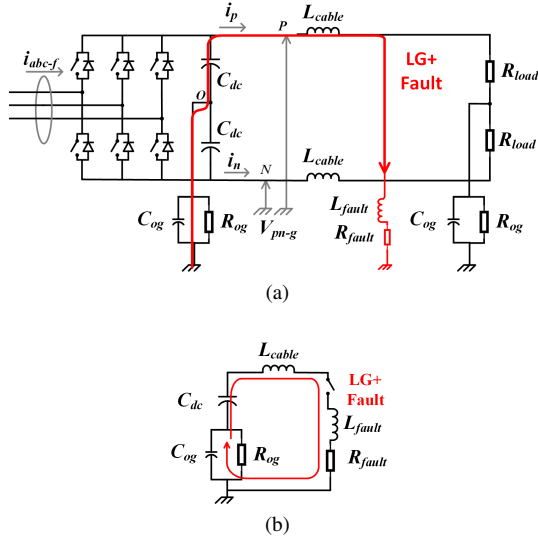 i_p
P
L_cable
i_abc-f
C_dc
LG+
Fault
R_load
O
C_dc
R_load
i_n
N
L_cable
C_og
R_og
V_pn-g
L_fault
R_fault
C_og
R_og
(a)
L_cable
LG+
Fault
C_dc
L_fault
C_og
R_og
R_fault
(b)